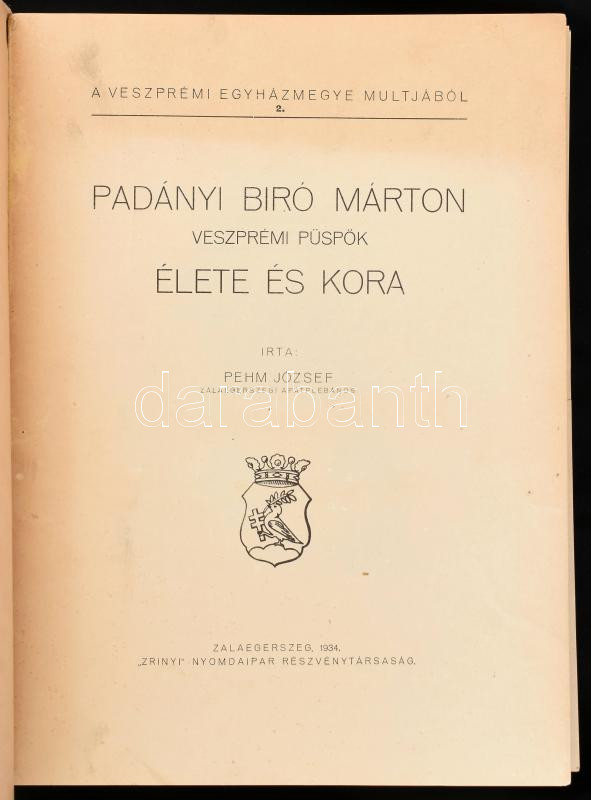 A VESZPRÉMI EGYHÁZMEGYE MULTJÁBÓL
2.
PADÁNYI BIRÓ MÁRTON
VESZPRÉMI PÜSPÖK
ÉLETE ÉS KORA
IRTA:
PEHM JÓZSEF
ZALAEGERSZEGI APÁTPLEBÁNOS
darabanth
ZALAEGERSZEG, 1934.
„ZRINYI" NYOMDAIPAR RÉSZVÉNYTÁRSASÁG.